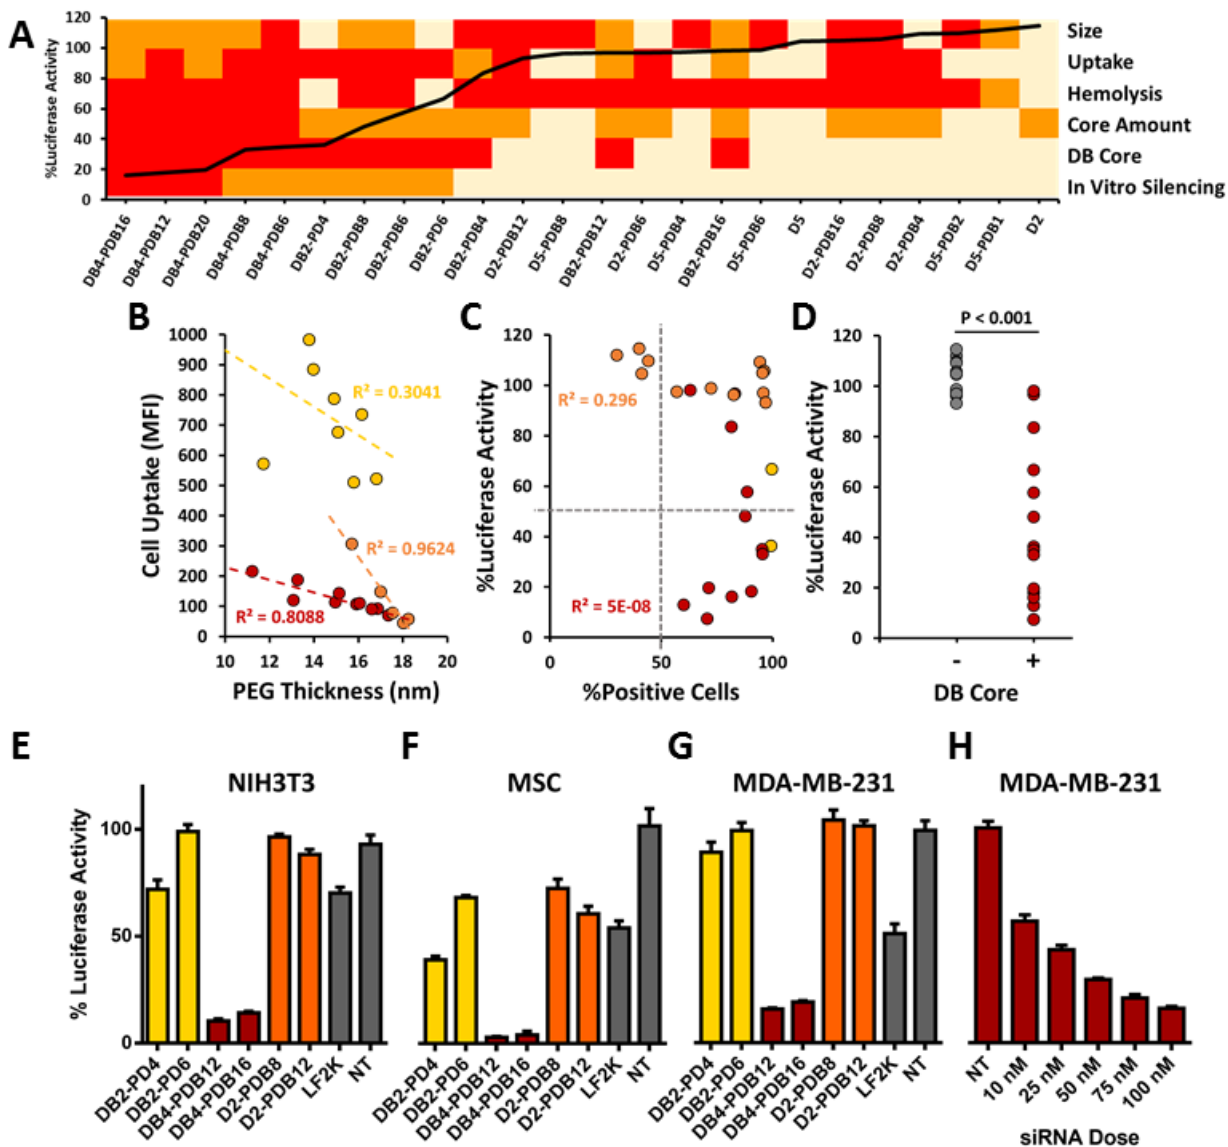 A
120
100
80
60
40
20
0
%Luciferase Activity
Size
Uptake
Hemolysis
Core Amount
DB Core
In Vitro Silencing
DB4-PDB16
DB4-PDB12
DB4-PDB20
DB4-PDB8
DB4-PDB6
DB2-PD4
DB2-PDB8
DB2-PDB6
DB2-PD6
DB2-PDB4
D2-PDB12
D5-PDB8
DB2-PDB12
D2-PDB6
D5-PDB4
DB2-PDB16
D5-PDB6
D5
D2-PDB16
D2-PDB8
D2-PDB4
D5-PDB2
D5-PDB1
D2
B
1000
900
800
700
600
500
400
300
200
100
0
Cell Uptake (MFI)
R² = 0.3041
R² = 0.9624
R² = 0.8088
10 12 14 16 18 20
PEG Thickness (nm)
C
120
100
80
60
40
20
0
%Luciferase Activity
R² = 0.296
R² = 5E-08
0 50 100
%Positive Cells
D
P < 0.001
120
100
80
60
40
20
0
%Luciferase Activity
- +
DB Core
E
NIH3T3
100
50
0
% Luciferase Activity
DB2-PD4
DB2-PD6
DB4-PDB12
DB4-PDB16
D2-PDB8
D2-PDB12
LF2K
NT
F
MSC
DB2-PD4
DB2-PD6
DB4-PDB12
DB4-PDB16
D2-PDB8
D2-PDB12
LF2K
NT
G
MDA-MB-231
DB2-PD4
DB2-PD6
DB4-PDB12
DB4-PDB16
D2-PDB8
D2-PDB12
LF2K
NT
H
MDA-MB-231
NT
10 nM
25 nM
50 nM
75 nM
100 nM
siRNA Dose